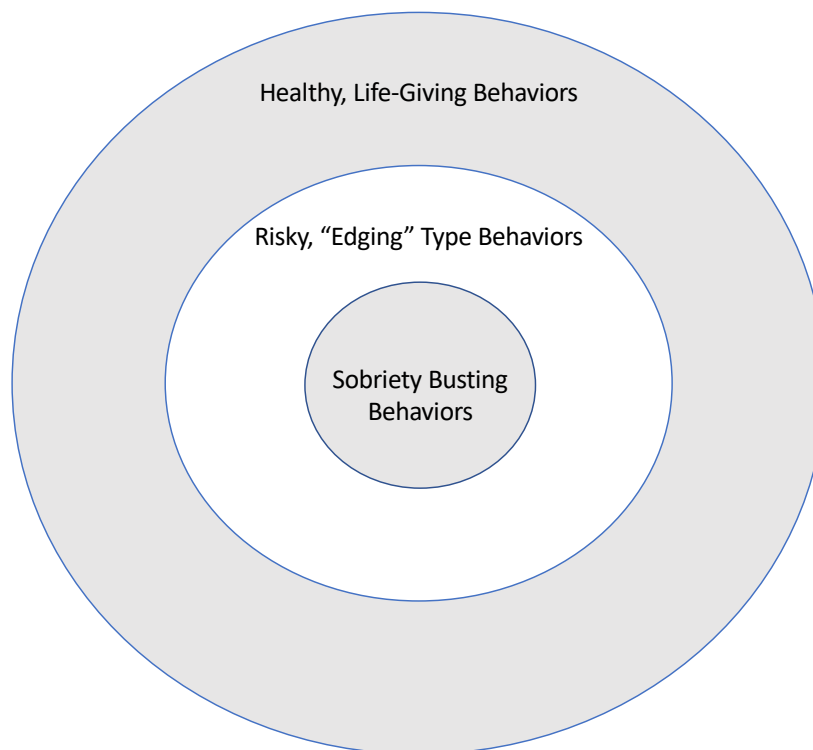 Healthy, Life-Giving Behaviors
Risky, “Edging” Type Behaviors
Sobriety Busting
Behaviors